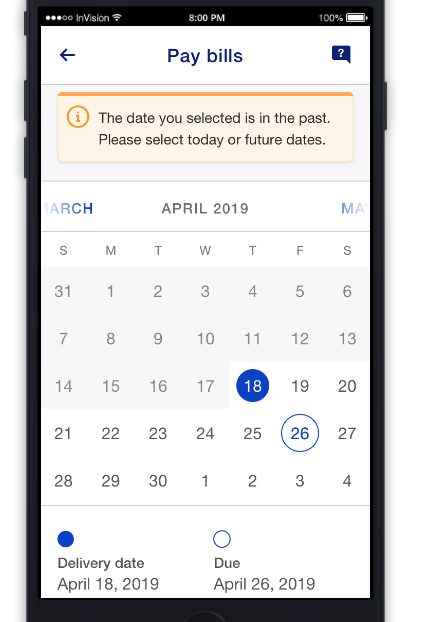 InVision 8:00 PM 100%
Pay bills ?
The date you selected is in the past.
Please select today or future dates.
MARCH APRIL 2019 MAY
S M T W T F S
31 1 2 3 4 5 6
7 8 9 10 11 12 13
14 15 16 17 18 19 20
21 22 23 24 25 26 27
28 29 30 1 2 3 4
Delivery date Due
April 18, 2019 April 26, 2019